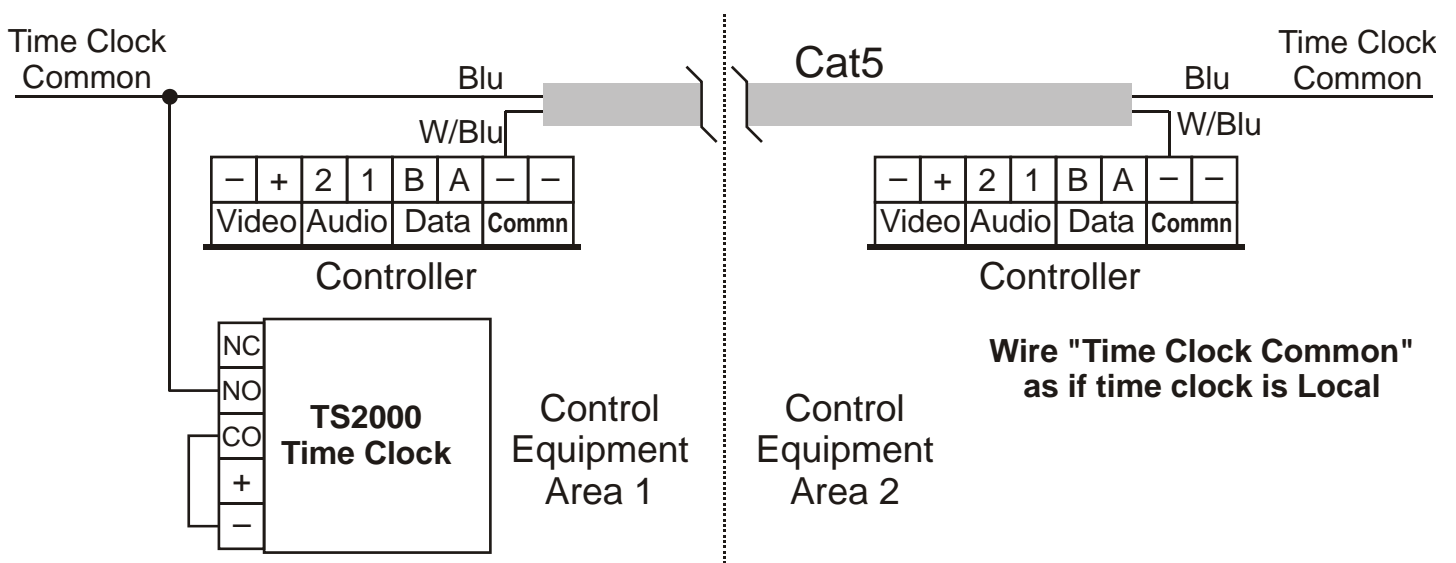 Time Clock
Common
Blu
W/Blu
Cat5
Blu
W/Blu
Time Clock
Common
– + 2 1 B A – –
Video Audio Data Commn
Controller
– + 2 1 B A – –
Video Audio Data Commn
Controller
NC
NO
CO
+
–
TS2000
Time Clock
Control
Equipment
Area 1
Control
Equipment
Area 2
Wire "Time Clock Common"
as if time clock is Local